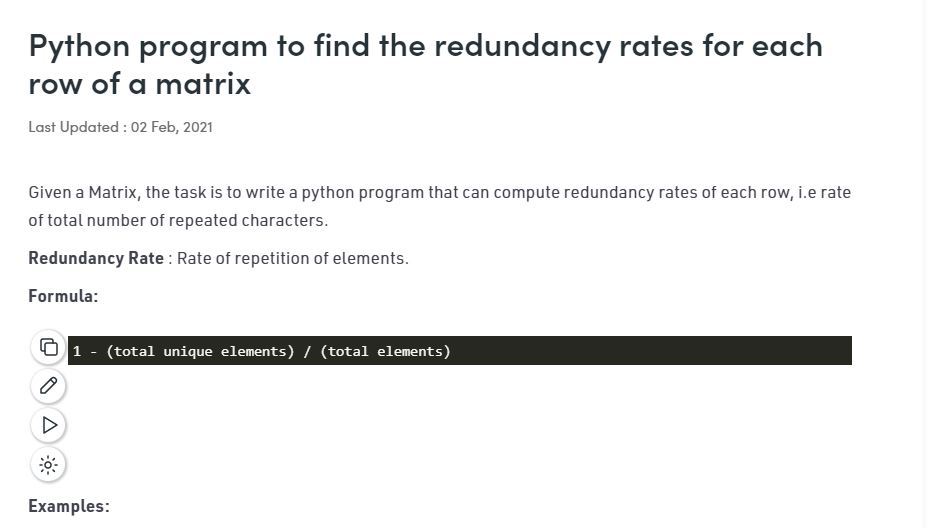 Python program to find the redundancy rates for each
row of a matrix
Last Updated : 02 Feb, 2021
Given a Matrix, the task is to write a python program that can compute redundancy rates of each row, i.e rate
of total number of repeated characters.
Redundancy Rate : Rate of repetition of elements.
Formula:
1 - (total unique elements) / (total elements)
Examples: